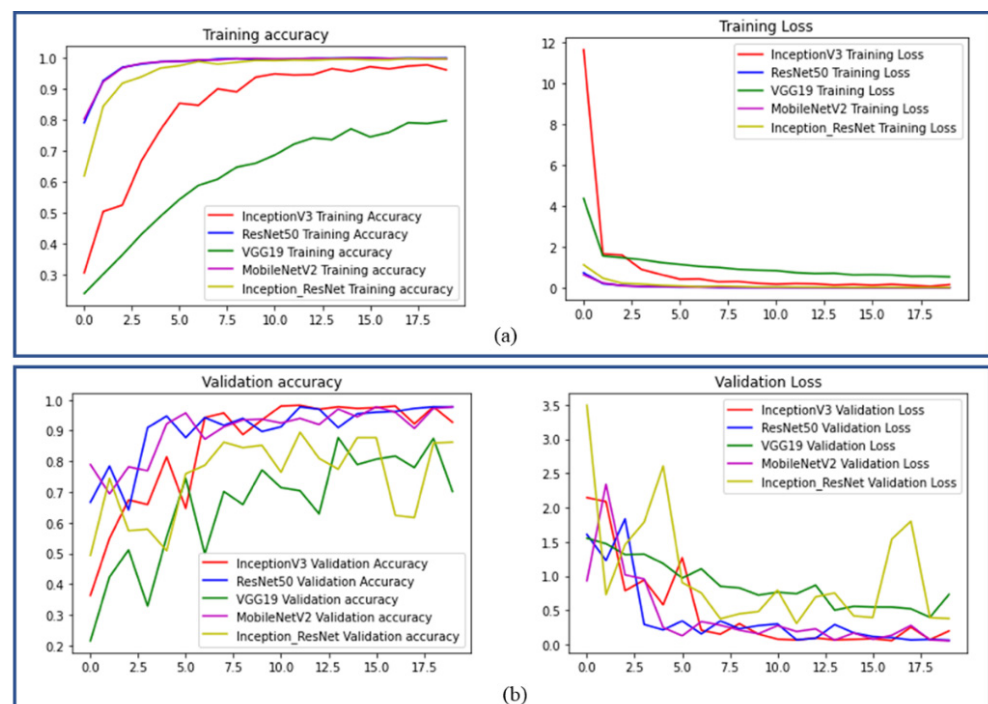 Training accuracy
1.0
0.9
0.8
0.7
0.6
0.5
0.4
0.3
InceptionV3 Training Accuracy
ResNet50 Training Accuracy
VGG19 Training accuracy
MobileNetV2 Training accuracy
Inception_ResNet Training accuracy
0.0 2.5 5.0 7.5 10.0 12.5 15.0 17.5
Training Loss
12
10
8
6
4
2
0
InceptionV3 Training Loss
ResNet50 Training Loss
VGG19 Training Loss
MobileNetV2 Training Loss
Inception_ResNet Training Loss
0.0 2.5 5.0 7.5 10.0 12.5 15.0 17.5
(a)
Validation accuracy
1.0
0.9
0.8
0.7
0.6
0.5
0.4
0.3
0.2
InceptionV3 Validation Accuracy
ResNet50 Validation Accuracy
VGG19 Validation accuracy
MobileNetV2 Validation accuracy
Inception_ResNet Validation accuracy
0.0 2.5 5.0 7.5 10.0 12.5 15.0 17.5
Validation Loss
3.5
3.0
2.5
2.0
1.5
1.0
0.5
0.0
InceptionV3 Validation Loss
ResNet50 Validation Loss
VGG19 Validation Loss
MobileNetV2 Validation Loss
Inception_ResNet Validation Loss
0.0 2.5 5.0 7.5 10.0 12.5 15.0 17.5
(b)